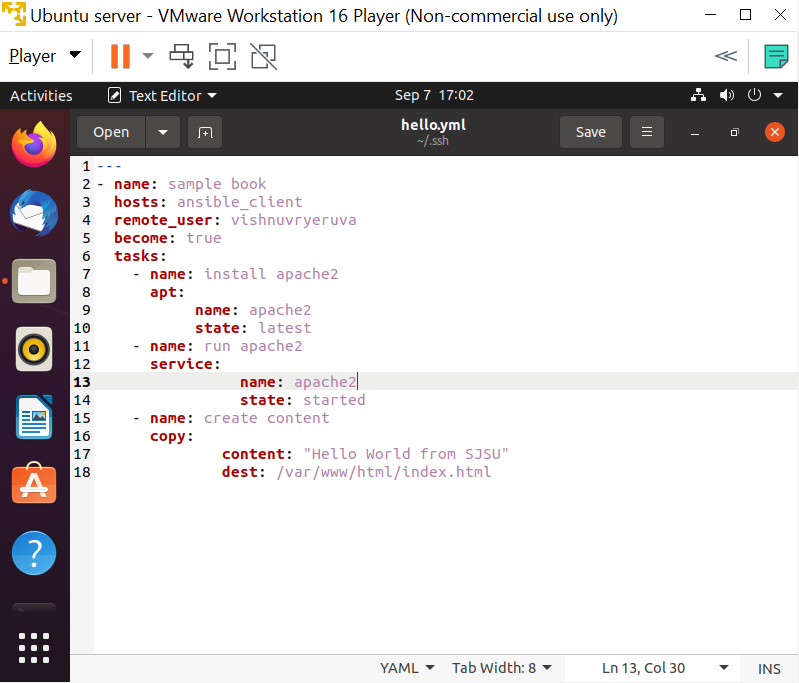 Ubuntu server - VMware Workstation 16 Player (Non-commercial use only)
Player
Activities Text Editor Sep 7 17:02
Open hello.yml Save
~/.ssh
1 ---
2 - name: sample book
3   hosts: ansible_client
4   remote_user: vishnuvryeruva
5   become: true
6   tasks:
7     - name: install apache2
8       apt:
9            name: apache2
10           state: latest
11    - name: run apache2
12      service:
13                name: apache2
14                state: started
15    - name: create content
16      copy:
17              content: "Hello World from SJSU"
18              dest: /var/www/html/index.html
YAML Tab Width: 8 Ln 13, Col 30 INS